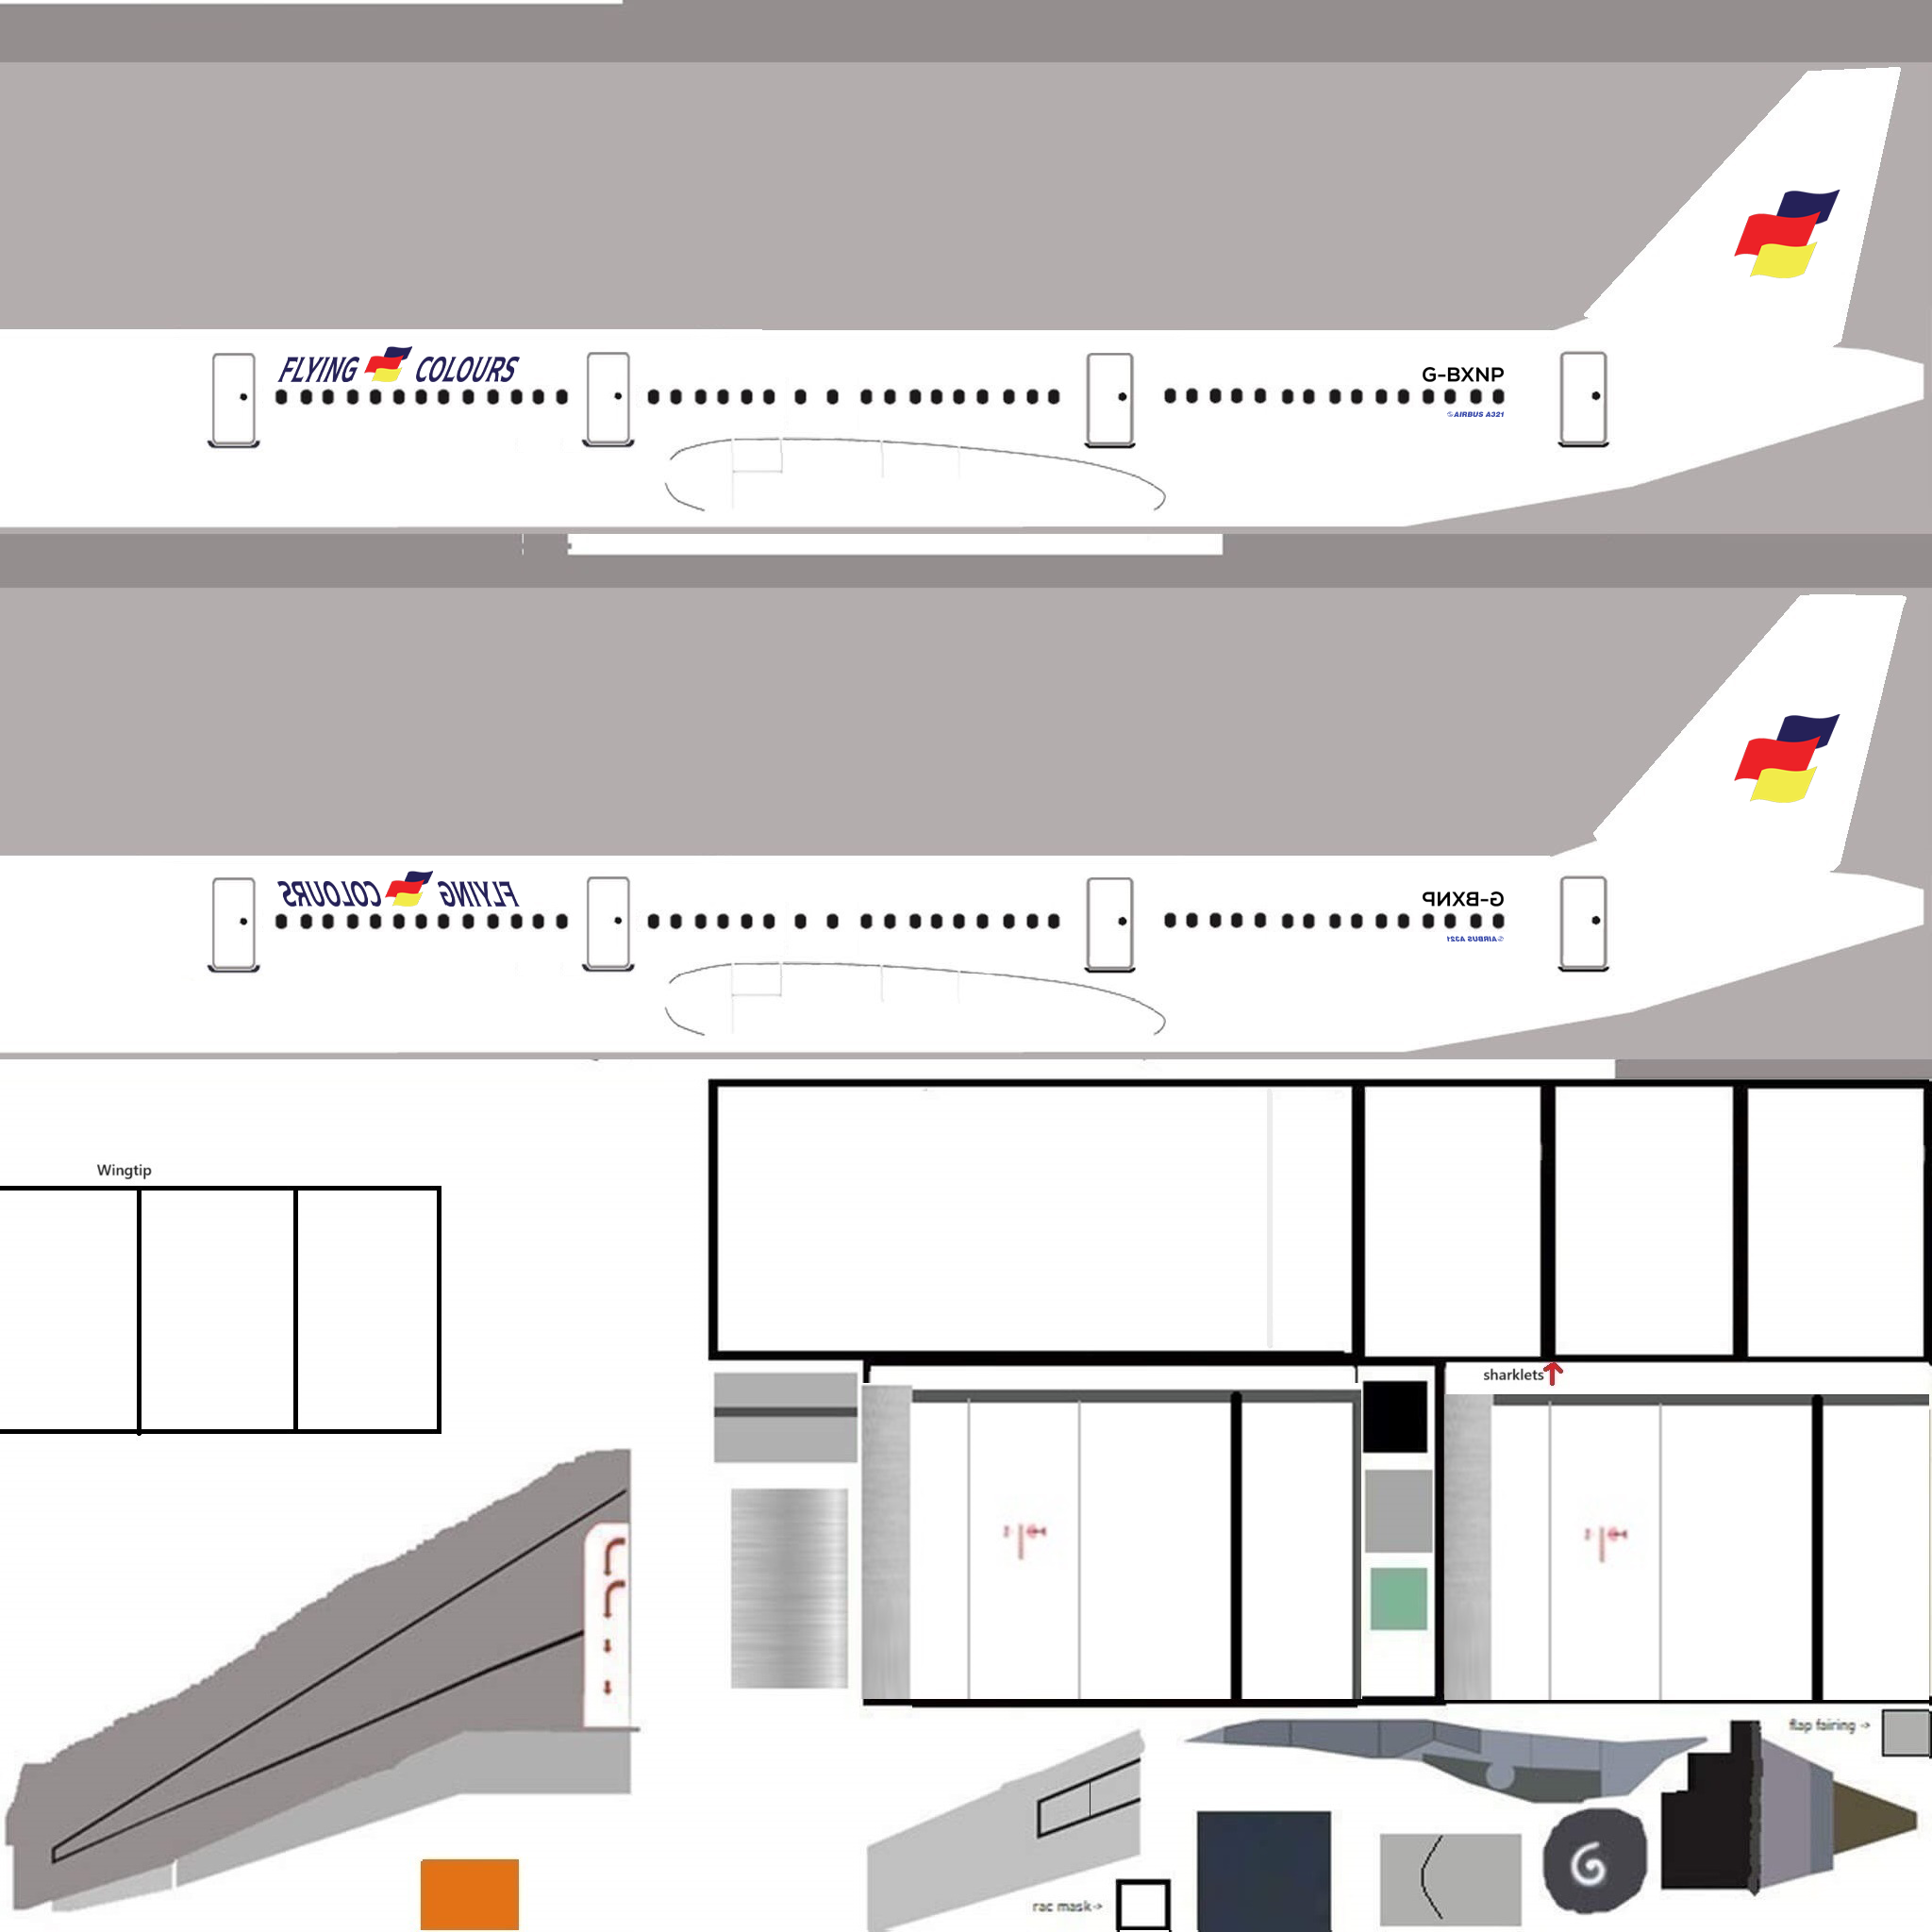 FLYING COLOURS
G-BXNP
AIRBUS A321
FLYING COLOURS
G-BXNP
AIRBUS A321
Wingtip
sharklets
flap fairing ->
rac mask->